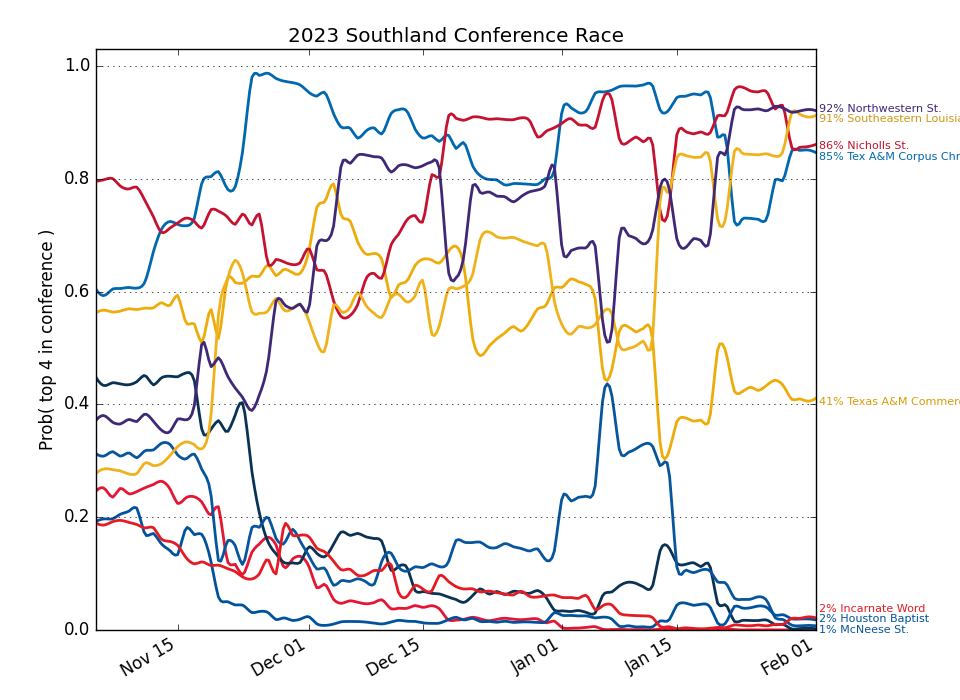 2023 Southland Conference Race
Prob( top 4 in conference )
1.0
0.8
0.6
0.4
0.2
0.0
Nov 15
Dec 01
Dec 15
Jan 01
Jan 15
Feb 01
92% Northwestern St.
91% Southeastern Louisia
86% Nicholls St.
85% Tex A&M Corpus Chr
41% Texas A&M Commerc
2% Incarnate Word
2% Houston Baptist
1% McNeese St.